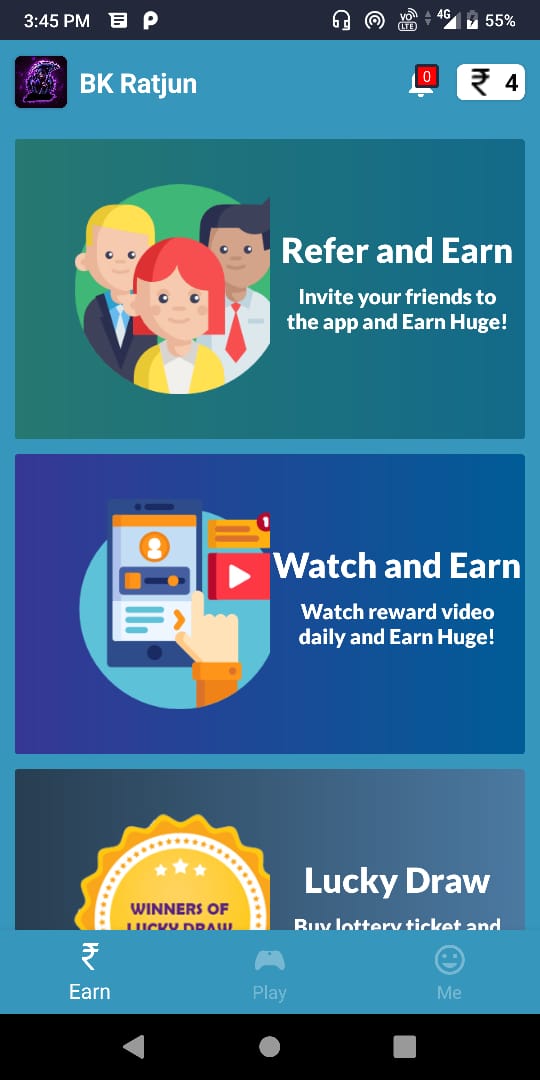 3:45 PM
VO))
LTE
4G
55%
BK Ratjun
0
₹ 4
Refer and Earn
Invite your friends to
the app and Earn Huge!
1
Watch and Earn
Watch reward video
daily and Earn Huge!
WINNERS OF
LUCKY DRAW
Lucky Draw
Buy lottery ticket and
₹
Earn
Play
Me